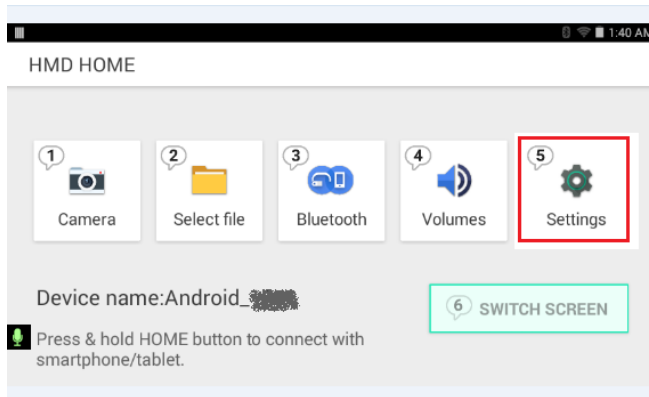 1:40 AM
HMD HOME
1
2
3
4
5
Camera
Select file
Bluetooth
Volumes
Settings
Device name:Android_
6 SWITCH SCREEN
Press & hold HOME button to connect with
smartphone/tablet.